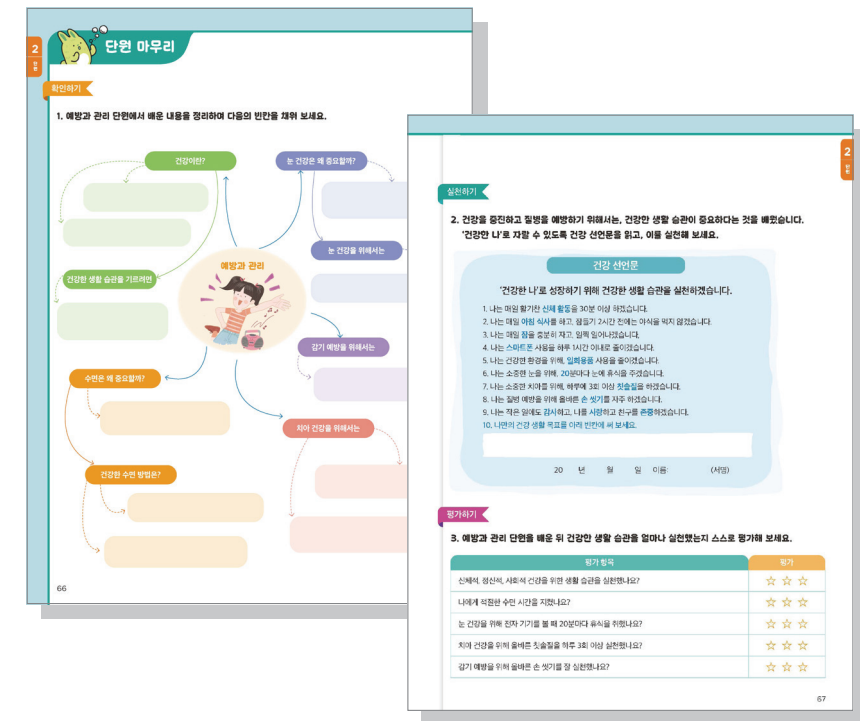 2
단원
단원 마무리
확인하기
1. 예방과 관리 단원에서 배운 내용을 정리하며 다음의 빈칸을 채워 보세요.
건강이란?
눈 건강은 왜 중요할까?
건강한 생활 습관을 기르려면
눈 건강을 위해서는
예방과 관리
감기 예방을 위해서는
수면은 왜 중요할까?
치아 건강을 위해서는
건강한 수면 방법은?
66
2
단원
실천하기
2. 건강을 증진하고 질병을 예방하기 위해서는, 건강한 생활 습관이 중요하다는 것을 배웠습니다.
'건강한 나'로 자랄 수 있도록 건강 선언문을 읽고, 이를 실천해 보세요.
건강 선언문
'건강한 나'로 성장하기 위해 건강한 생활 습관을 실천하겠습니다.
1. 나는 매일 활기찬 신체 활동을 30분 이상 하겠습니다.
2. 나는 매일 아침 식사를 하고, 잠들기 2시간 전에는 야식을 먹지 않겠습니다.
3. 나는 매일 잠을 충분히 자고, 일찍 일어나겠습니다.
4. 나는 스마트폰 사용을 하루 1시간 이내로 줄이겠습니다.
5. 나는 건강한 환경을 위해, 일회용품 사용을 줄이겠습니다.
6. 나는 소중한 눈을 위해, 20분마다 눈에 휴식을 주겠습니다.
7. 나는 소중한 치아를 위해, 하루에 3회 이상 칫솔질을 하겠습니다.
8. 나는 질병 예방을 위해 올바른 손 씻기를 자주 하겠습니다.
9. 나는 작은 일에도 감사하고, 나를 사랑하고 친구를 존중하겠습니다.
10. 나만의 건강 생활 목표를 아래 빈칸에 써 보세요.
20 년 월 일 이름: (서명)
평가하기
3. 예방과 관리 단원을 배운 뒤 건강한 생활 습관을 얼마나 실천했는지 스스로 평가해 보세요.
평가 항목 평가
신체적, 정신적, 사회적 건강을 위한 생활 습관을 실천했나요?
나에게 적절한 수면 시간을 지켰나요?
눈 건강을 위해 전자 기기를 볼 때 20분마다 휴식을 취했나요?
치아 건강을 위해 올바른 칫솔질을 하루 3회 이상 실천했나요?
감기 예방을 위해 올바른 손 씻기를 잘 실천했나요?
67